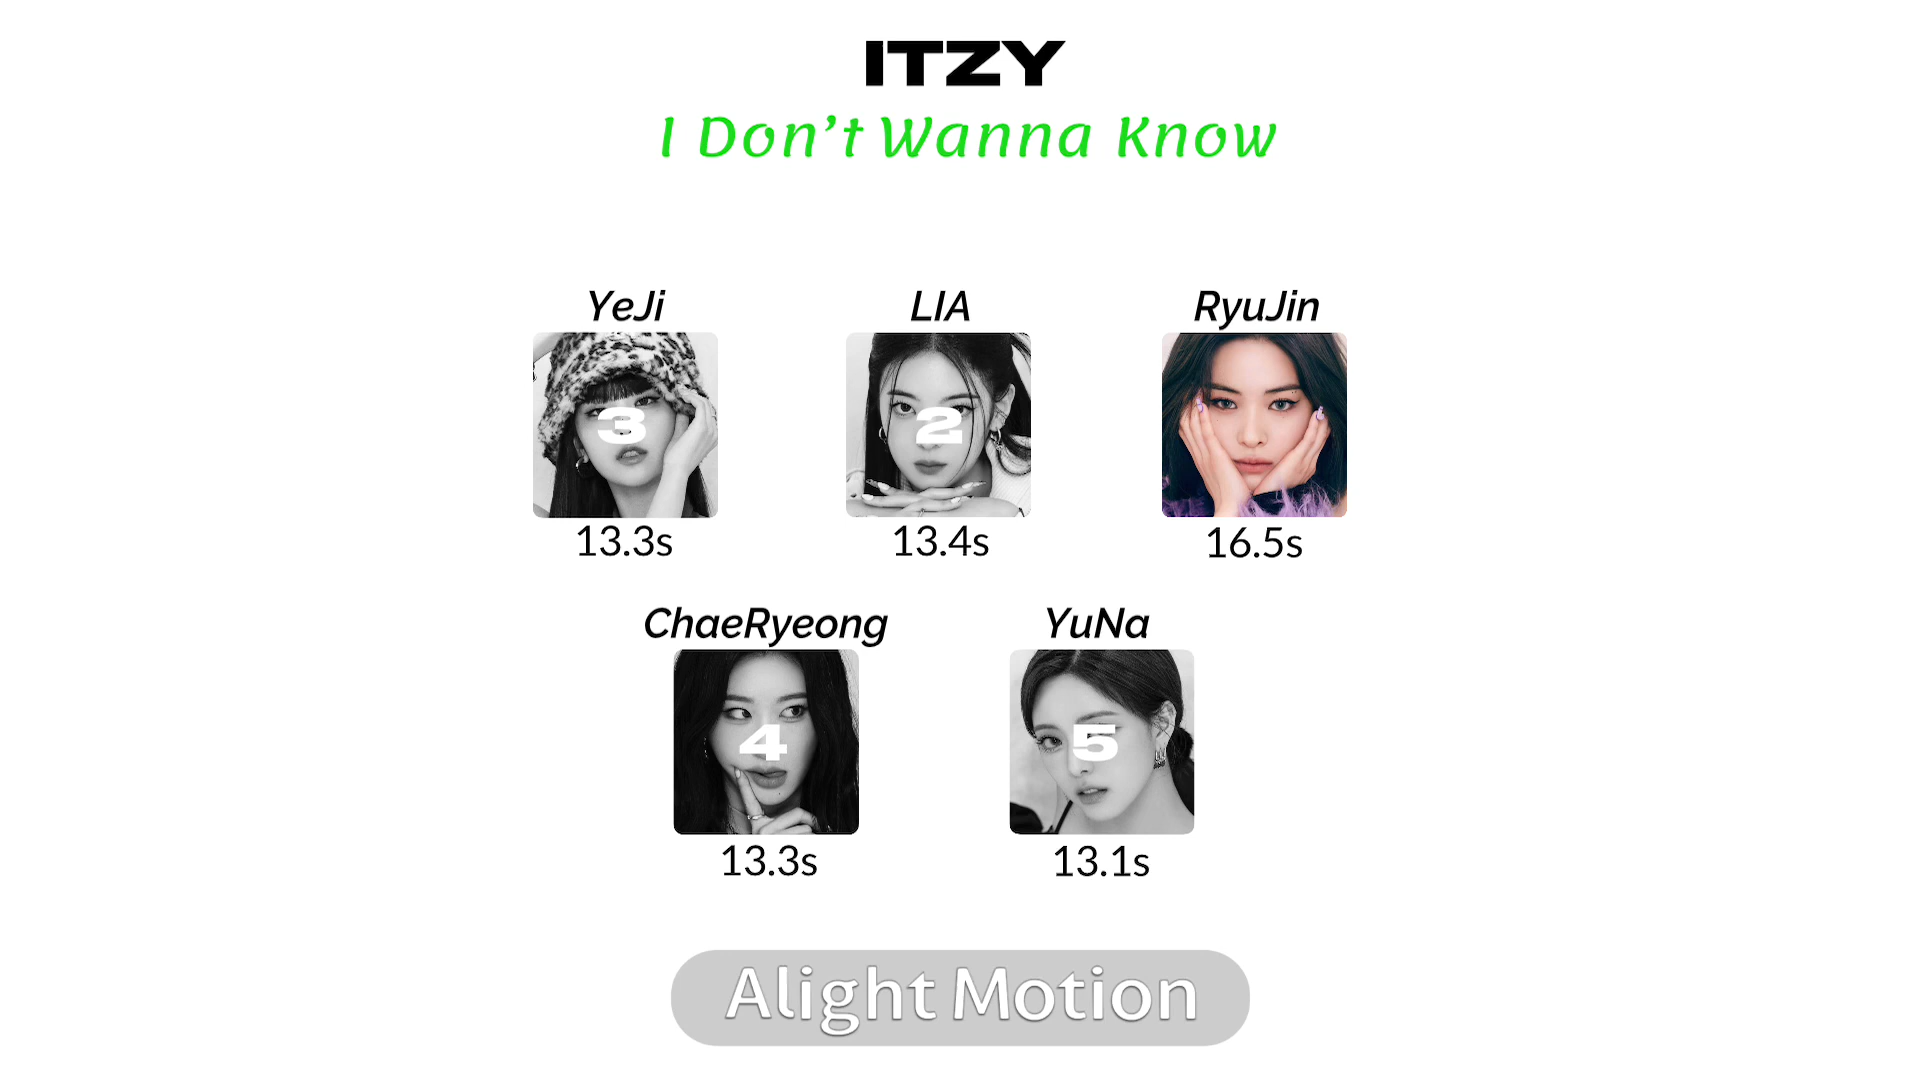 ITZY
I Don't Wanna Know
YeJi
LIA
RyuJin
3
2
13.3s
13.4s
16.5s
ChaeRyeong
YuNa
4
5
13.3s
13.1s
Alight Motion